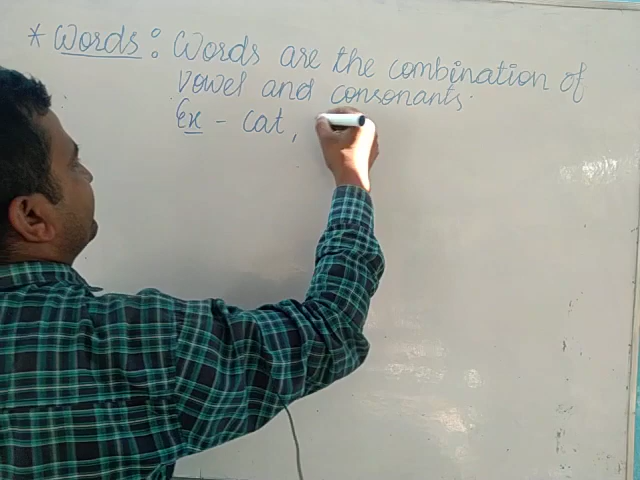 * Words : Words are the combination of
vowel and consonants.
Ex - cat,